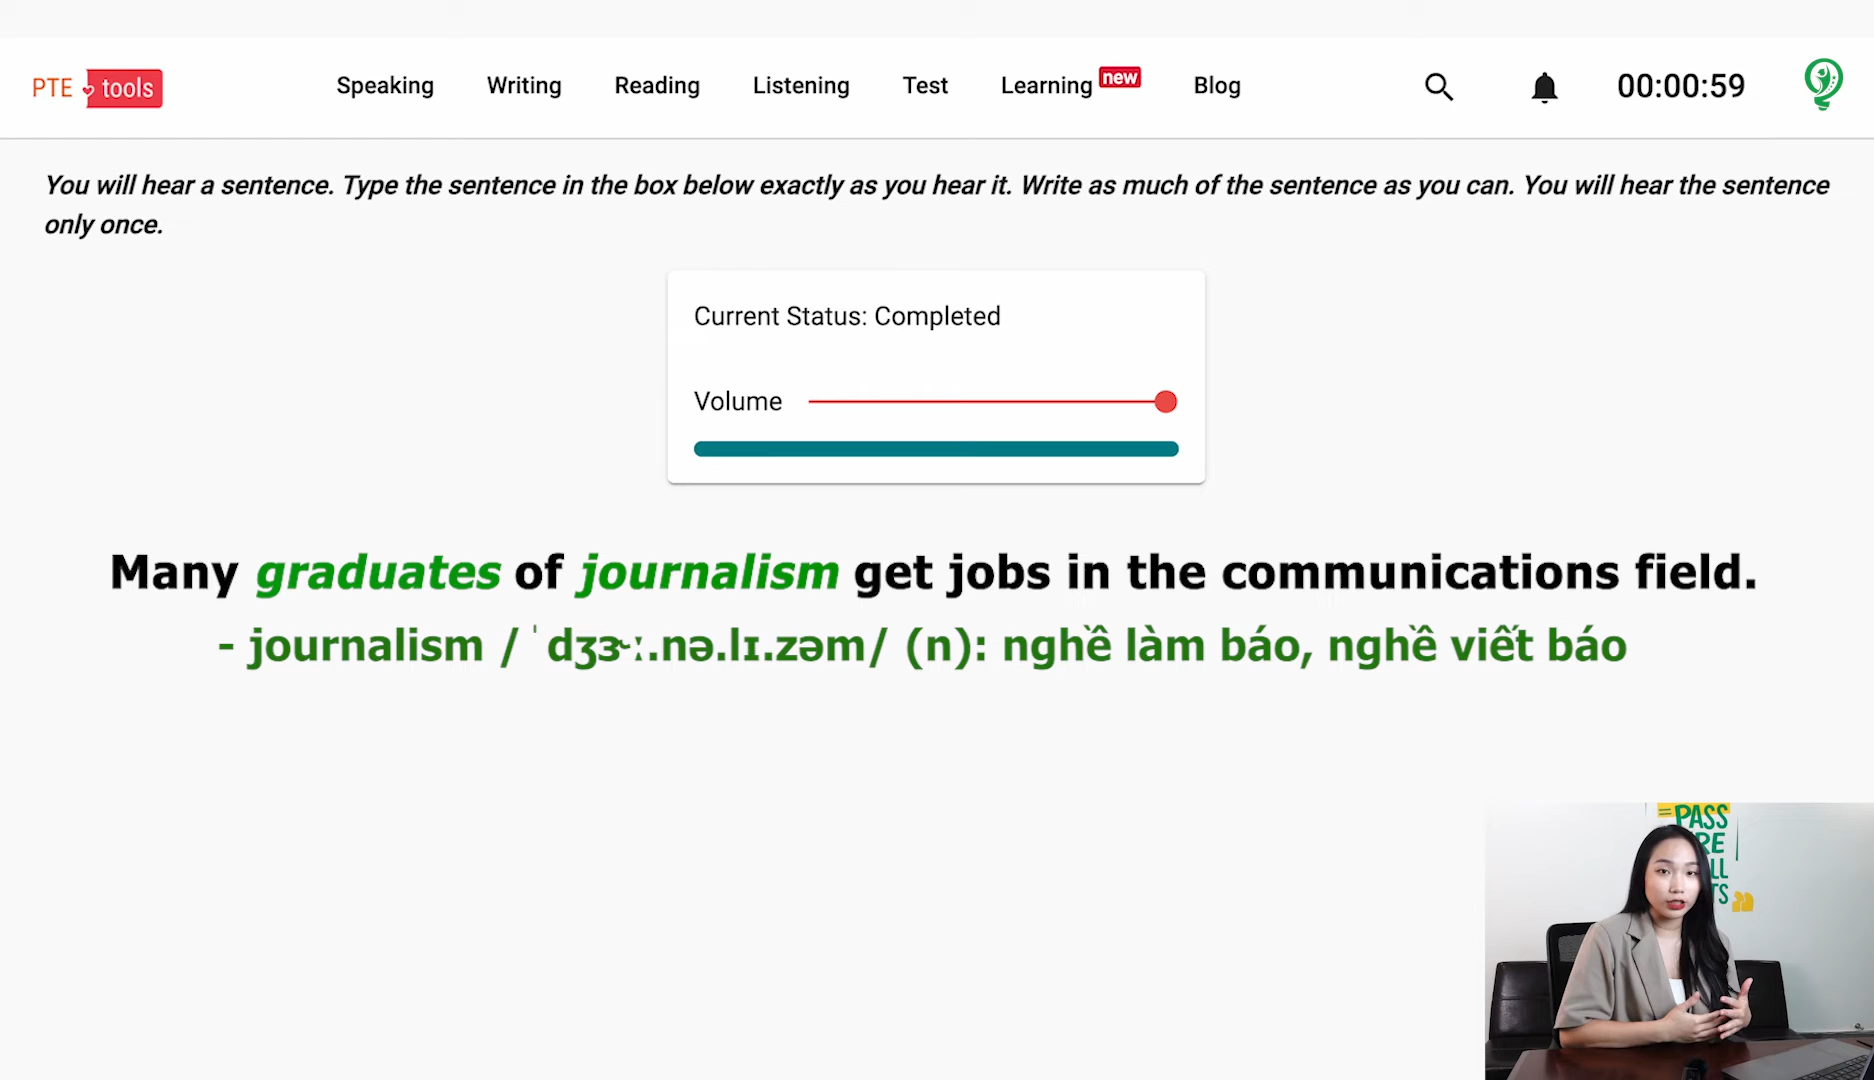 PTE tools
Speaking Writing Reading Listening Test Learning new Blog 00:00:59
You will hear a sentence. Type the sentence in the box below exactly as you hear it. Write as much of the sentence as you can. You will hear the sentence
only once.
Current Status: Completed
Volume
Many graduates of journalism get jobs in the communications field.
- journalism /ˈdʒɝː.nə.lɪ.zəm/ (n): nghề làm báo, nghề viết báo
PASS